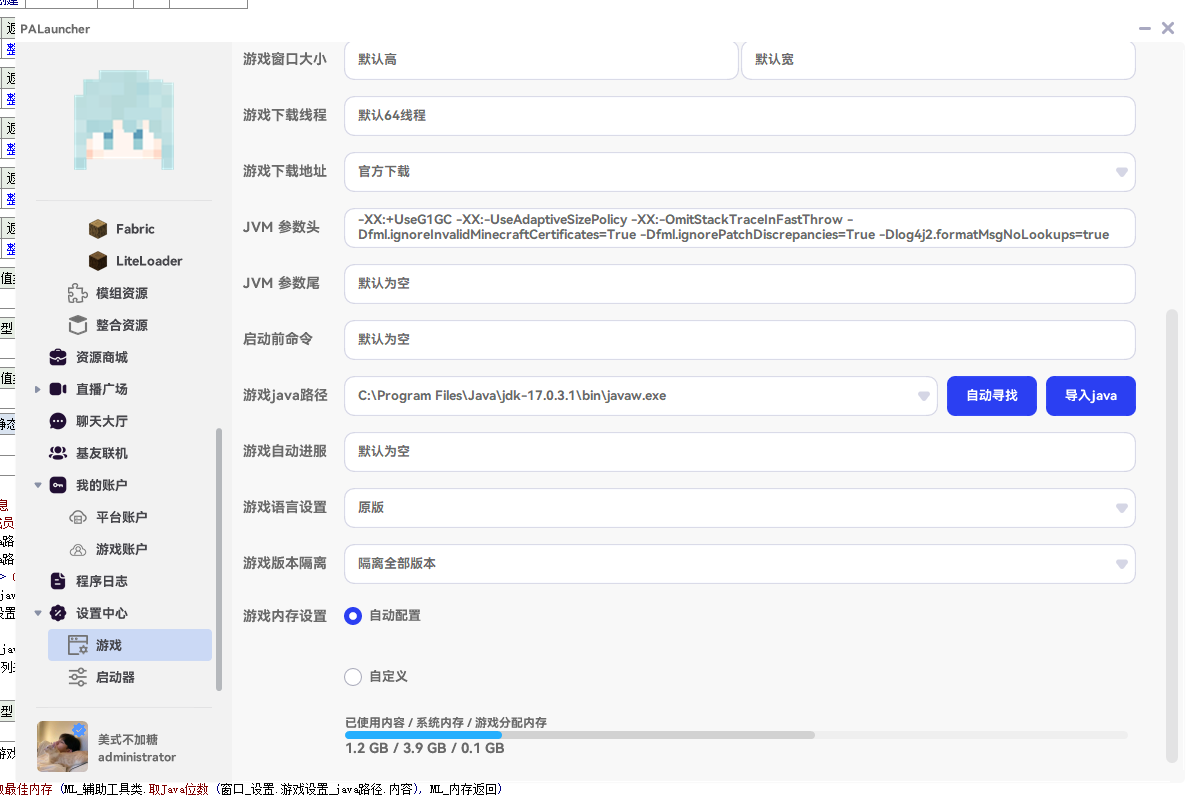 PALauncher
游戏窗口大小 默认高 默认宽
游戏下载线程 默认64线程
游戏下载地址 官方下载
JVM 参数头 -XX:+UseG1GC -XX:-UseAdaptiveSizePolicy -XX:-OmitStackTraceInFastThrow -
Dfml.ignoreInvalidMinecraftCertificates=True -Dfml.ignorePatchDiscrepancies=True -Dlog4j2.formatMsgNoLookups=true
JVM 参数尾 默认为空
启动前命令 默认为空
游戏java路径 C:\Program Files\Java\jdk-17.0.3.1\bin\javaw.exe 自动寻找 导入java
游戏自动进服 默认为空
游戏语言设置 原版
游戏版本隔离 隔离全部版本
游戏内存设置 自动配置
自定义
已使用内容 / 系统内存 / 游戏分配内存
1.2 GB / 3.9 GB / 0.1 GB
Fabric
LiteLoader
模组资源
整合资源
资源商城
直播广场
聊天大厅
基友联机
我的账户
平台账户
游戏账户
程序日志
设置中心
游戏
启动器
美式不加糖
administrator
最佳内存 (ML_辅助工具类.取Java位数 (窗口_设置.游戏设置_java路径.内容), ML_内存返回)